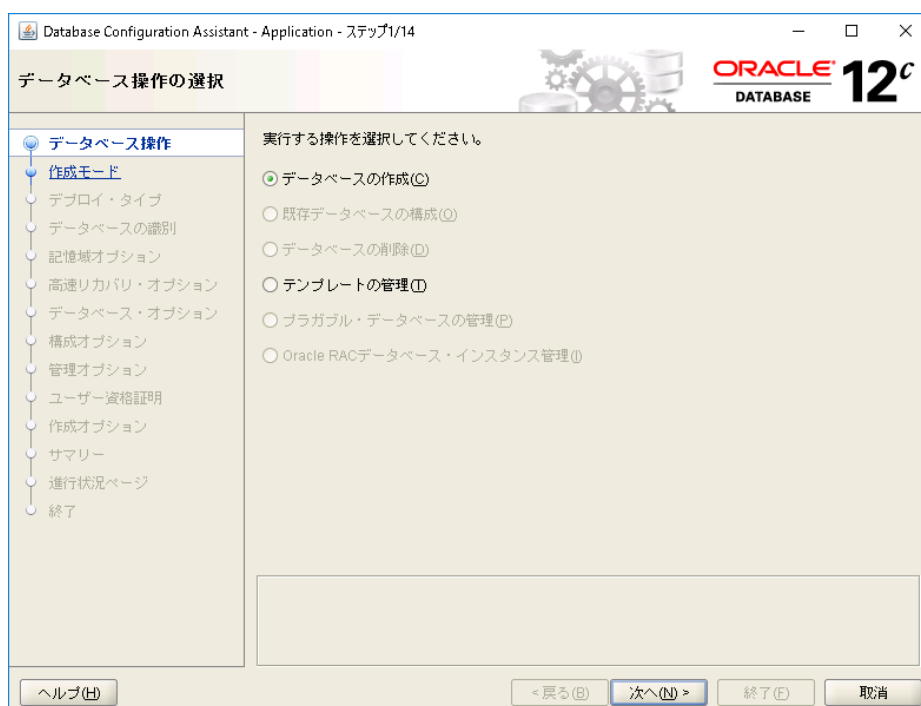 Database Configuration Assistant - Application - ステップ1/14
データベース操作の選択
ORACLE
DATABASE
12c
データベース操作
作成モード
デプロイ・タイプ
データベースの識別
記憶域オプション
高速リカバリ・オプション
データベース・オプション
構成オプション
管理オプション
ユーザー資格証明
作成オプション
サマリー
進行状況ページ
終了
実行する操作を選択してください。
データベースの作成(C)
既存データベースの構成(O)
データベースの削除(D)
テンプレートの管理(T)
プラガブル・データベースの管理(P)
Oracle RACデータベース・インスタンス管理(I)
ヘルプ(H)
<戻る(B)
次へ(N)>
終了(F)
取消